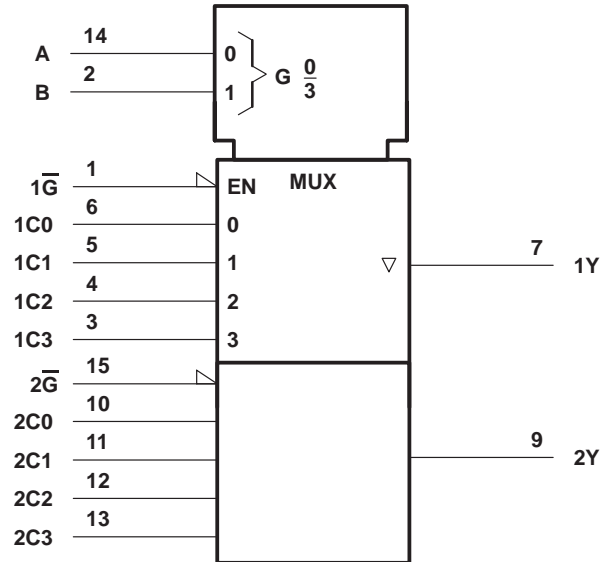 A 14 0 G 0/3
B 2 1
1G̅ 1 EN MUX
1C0 6 0
1C1 5 1
▽ 7 1Y
1C2 4 2
1C3 3 3
2G̅ 15
2C0 10
2C1 11
9 2Y
2C2 12
2C3 13